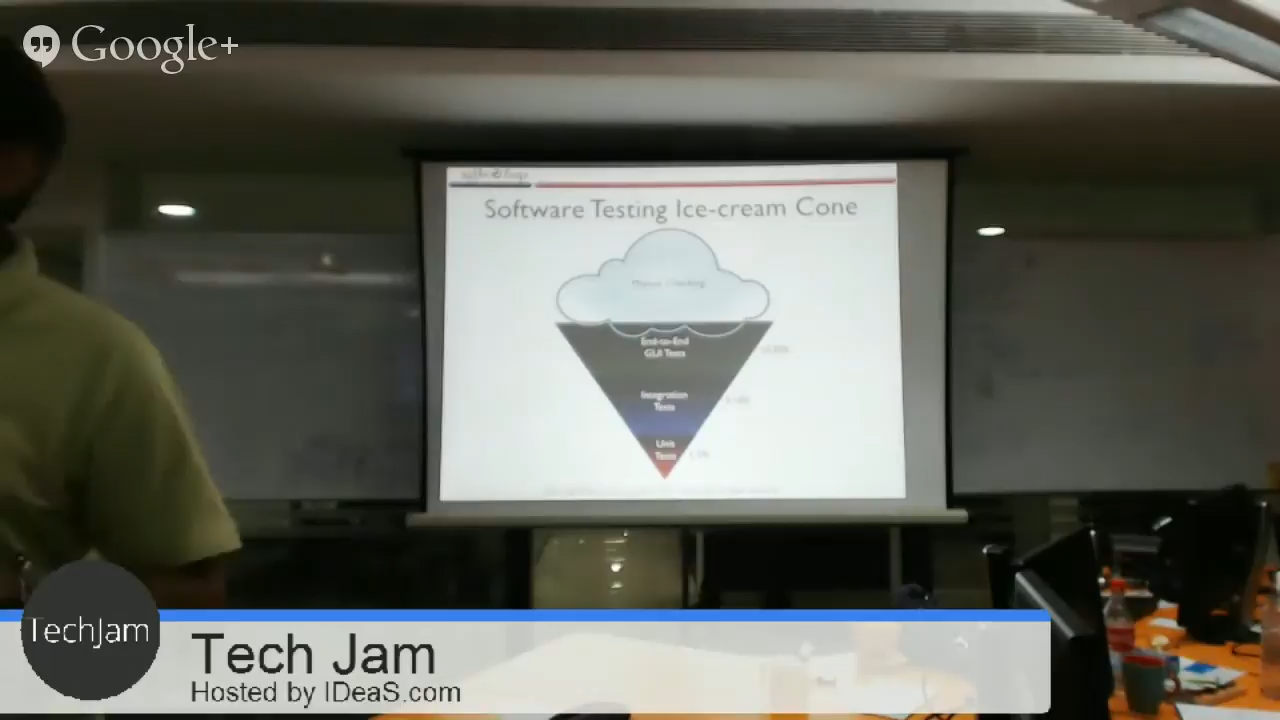 Google+
Software Testing Ice-cream Cone
End-to-End
GUI Tests
Integration
Tests
Unit
Tests
TechJam
Tech Jam
Hosted by IDeaS.com